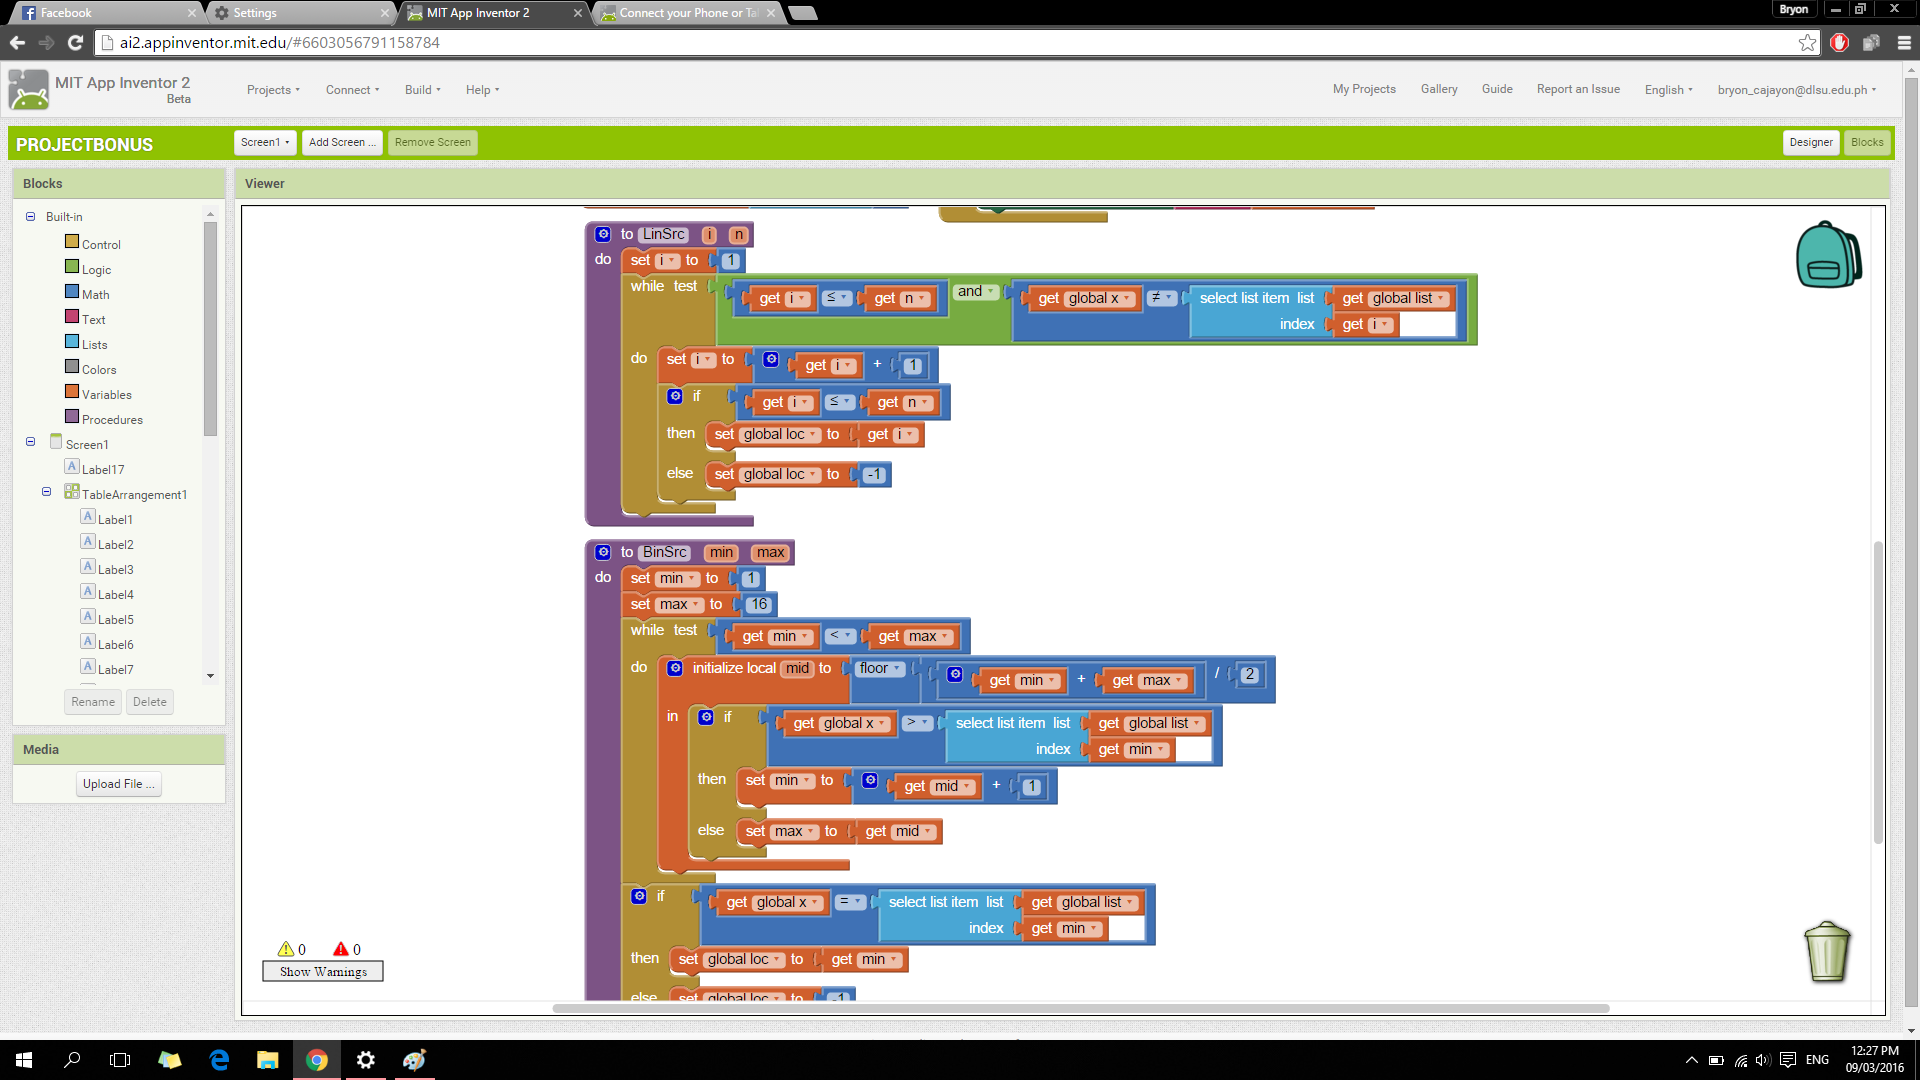 Facebook
Settings
MIT App Inventor 2
Connect your Phone or Ta
Bryon
ai2.appinventor.mit.edu/#6603056791158784
MIT App Inventor 2
Beta
Projects
Connect
Build
Help
My Projects
Gallery
Guide
Report an Issue
English
bryon_cajayon@dlsu.edu.ph
PROJECTBONUS
Screen1
Add Screen ...
Remove Screen
Designer
Blocks
Blocks
Built-in
Control
Logic
Math
Text
Lists
Colors
Variables
Procedures
Screen1
Label17
TableArrangement1
Label1
Label2
Label3
Label4
Label5
Label6
Label7
Rename
Delete
Media
Upload File ...
Viewer
to LinSrc i n
do set i to 1
while test get i ≤ get n and get global x ≠ select list item list get global list
index get i
do set i to get i + 1
if get i ≤ get n
then set global loc to get i
else set global loc to -1
to BinSrc min max
do set min to 1
set max to 16
while test get min < get max
do initialize local mid to floor get min + get max / 2
in if get global x > select list item list get global list
index get min
then set min to get mid + 1
else set max to get mid
if get global x = select list item list get global list
index get min
then set global loc to get min
else set global loc to -1
0
0
Show Warnings
ENG
12:27 PM
09/03/2016